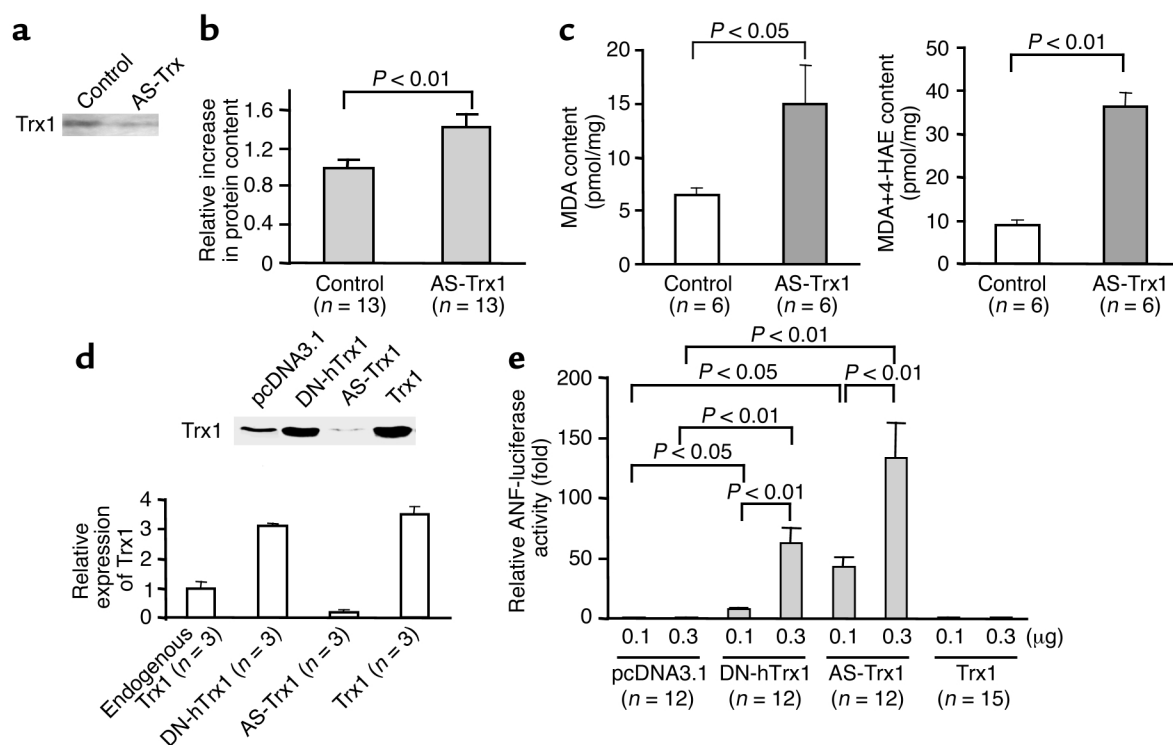 a
Control
AS-Trx
Trx1
b
P < 0.01
Relative increase
in protein content
1.6
1.2
0.8
0.4
0
Control
(n = 13)
AS-Trx1
(n = 13)
c
P < 0.05
MDA content
(pmol/mg)
20
15
10
5
0
Control
(n = 6)
AS-Trx1
(n = 6)
P < 0.01
MDA+4-HAE content
(pmol/mg)
50
40
30
20
10
0
Control
(n = 6)
AS-Trx1
(n = 6)
d
pcDNA3.1
DN-hTrx1
AS-Trx1
Trx1
Trx1
Relative
expression
of Trx1
4
3
2
1
0
Endogenous
Trx1 (n = 3)
DN-hTrx1 (n = 3)
AS-Trx1 (n = 3)
Trx1 (n = 3)
e
P < 0.01
P < 0.05
P < 0.01
P < 0.01
P < 0.05
P < 0.01
Relative ANF-luciferase
activity (fold)
200
150
100
50
0
0.1 0.3 0.1 0.3 0.1 0.3 0.1 0.3 (μg)
pcDNA3.1 DN-hTrx1 AS-Trx1 Trx1
(n = 12) (n = 12) (n = 12) (n = 15)